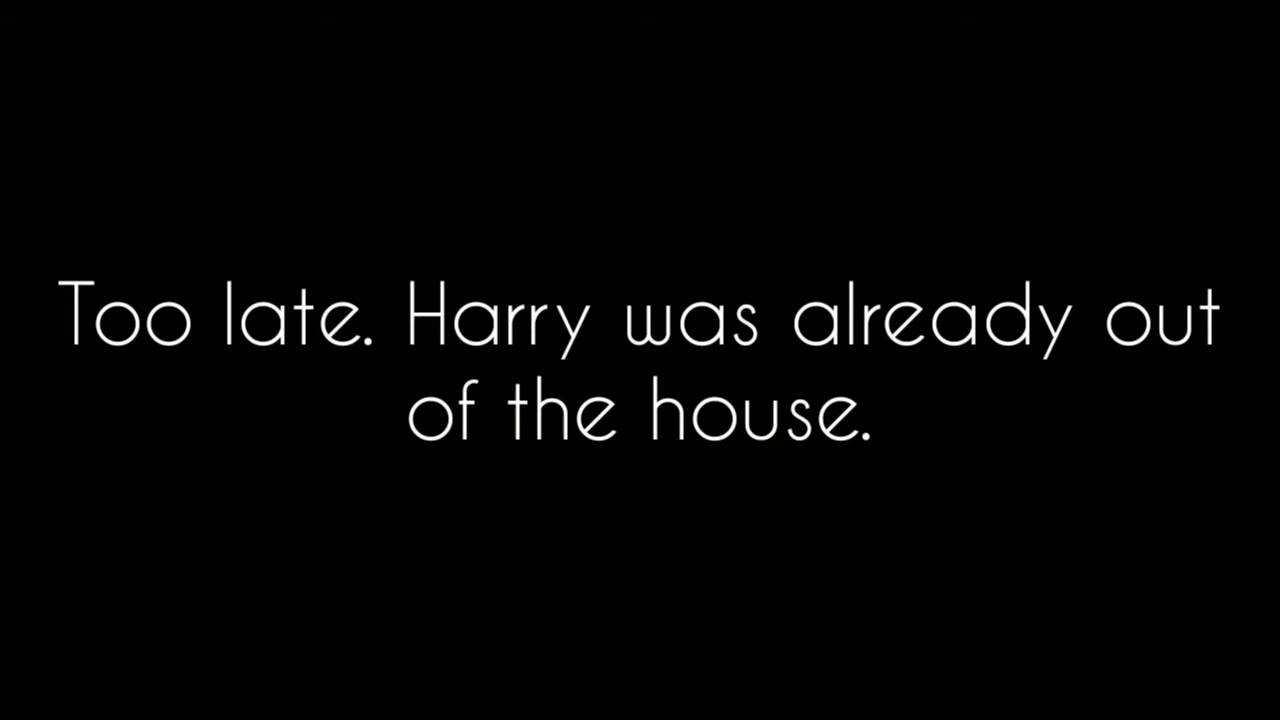 Too late. Harry was already out
of the house.